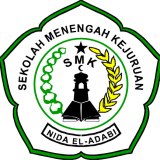 SEKOLAH MENENGAH KEJURUAN
SMK
NIDA EL-ADABI